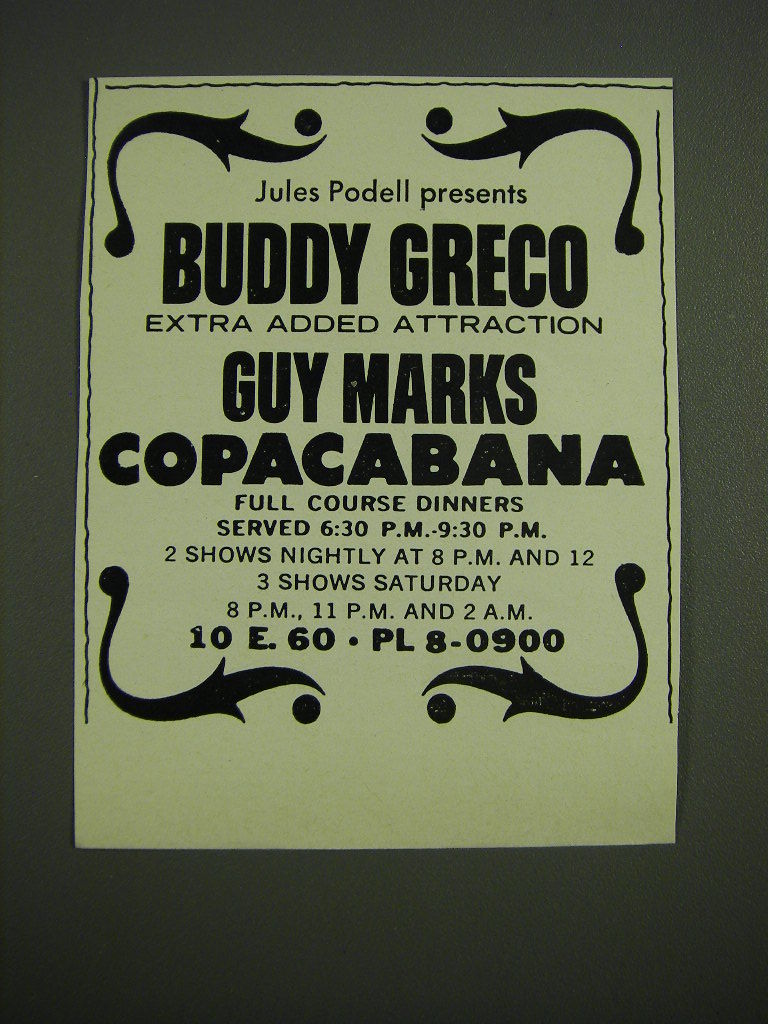 Jules Podell presents
BUDDY GRECO
EXTRA ADDED ATTRACTION
GUY MARKS
COPACABANA
FULL COURSE DINNERS
SERVED 6:30 P.M.-9:30 P.M.
2 SHOWS NIGHTLY AT 8 P.M. AND 12
3 SHOWS SATURDAY
8 P.M., 11 P.M. AND 2 A.M.
10 E. 60 • PL 8-0900